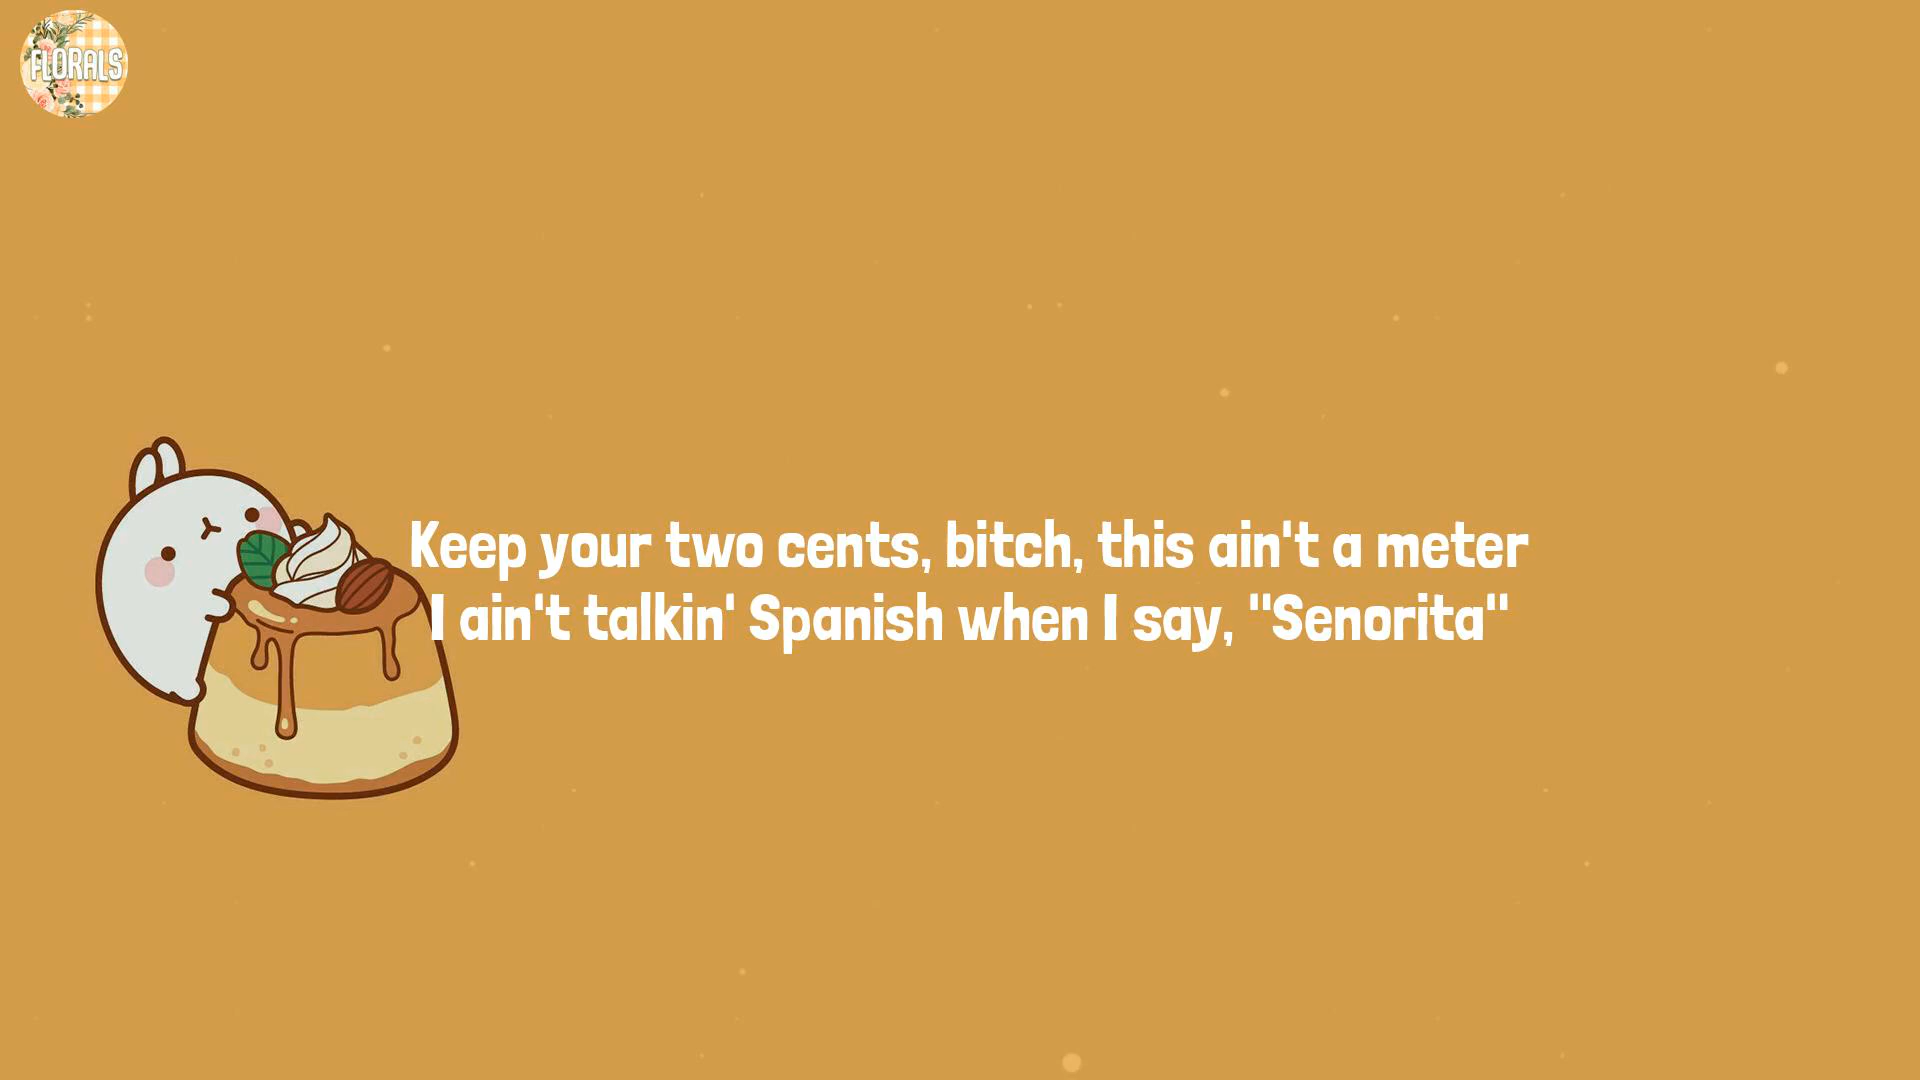 FLORALS
Keep your two cents, bitch, this ain't a meter
I ain't talkin' Spanish when I say, "Senorita"